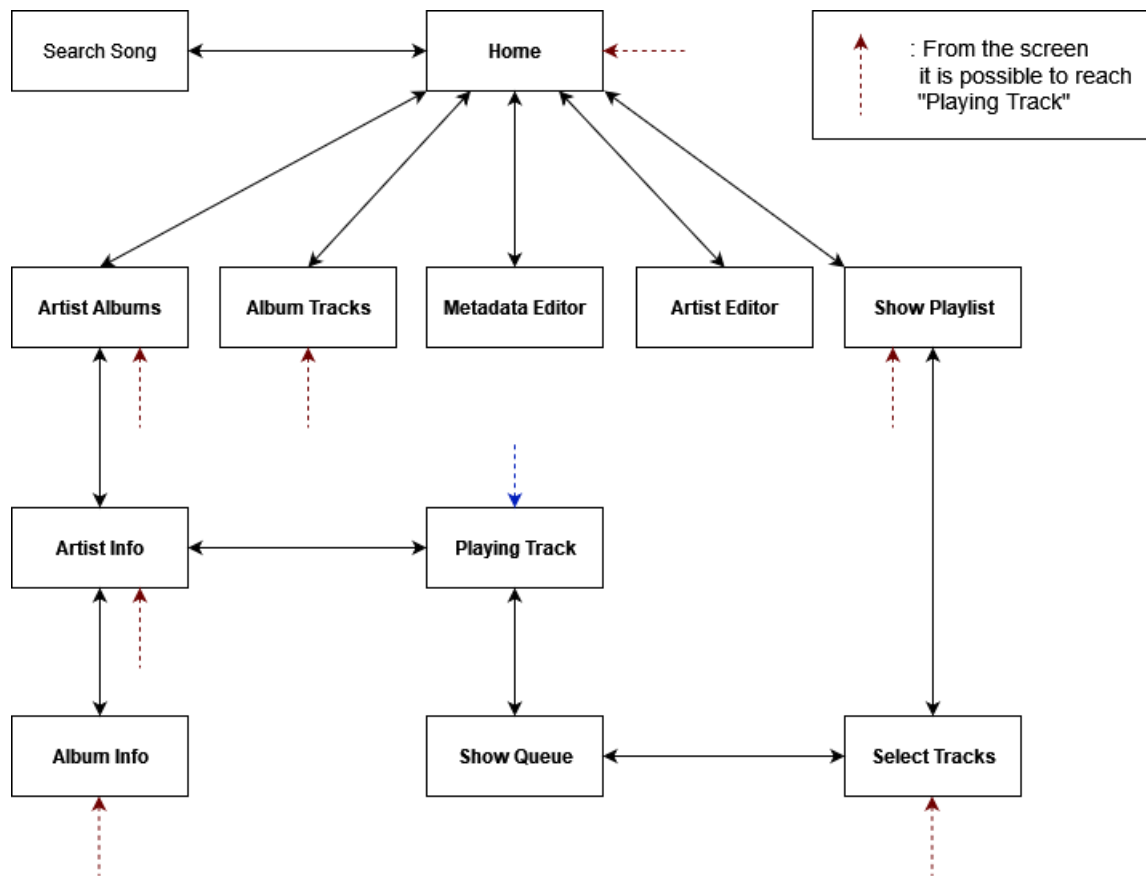 Search Song
Home
: From the screen
it is possible to reach
"Playing Track"
Artist Albums
Album Tracks
Metadata Editor
Artist Editor
Show Playlist
Artist Info
Playing Track
Album Info
Show Queue
Select Tracks